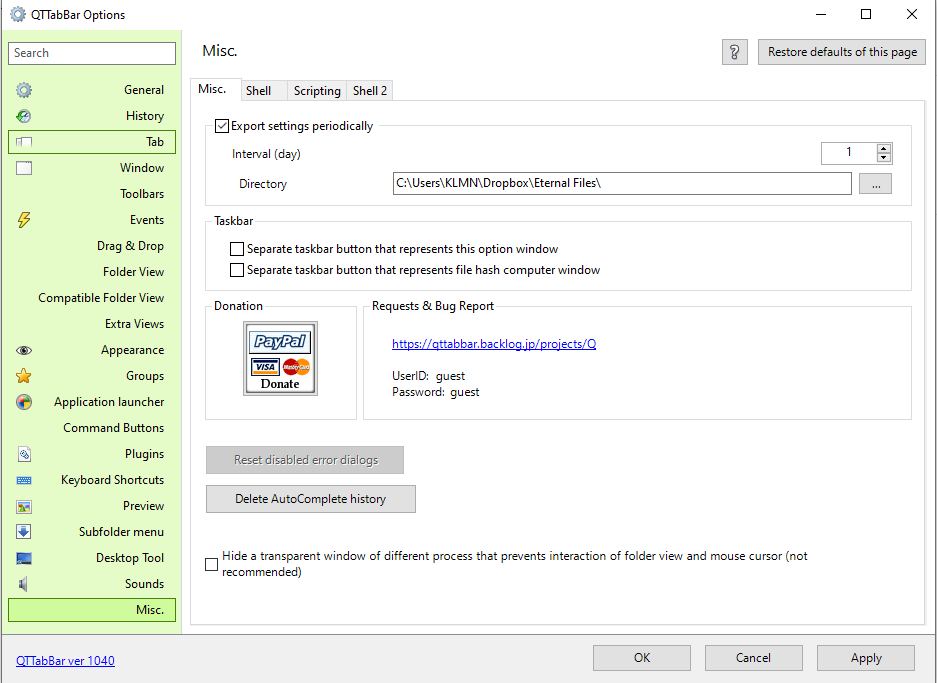 QTTabBar Options
Search
General
History
Tab
Window
Toolbars
Events
Drag & Drop
Folder View
Compatible Folder View
Extra Views
Appearance
Groups
Application launcher
Command Buttons
Plugins
Keyboard Shortcuts
Preview
Subfolder menu
Desktop Tool
Sounds
Misc.
QTTabBar ver 1040
Misc.
?
Restore defaults of this page
Misc.
Shell
Scripting
Shell 2
Export settings periodically
Interval (day)
1
Directory
C:\Users\KLMN\Dropbox\Eternal Files\
...
Taskbar
Separate taskbar button that represents this option window
Separate taskbar button that represents file hash computer window
Donation
PayPal
VISA
MasterCard
Donate
Requests & Bug Report
https://qttabbar.backlog.jp/projects/Q
UserID: guest
Password: guest
Reset disabled error dialogs
Delete AutoComplete history
Hide a transparent window of different process that prevents interaction of folder view and mouse cursor (not
recommended)
OK
Cancel
Apply